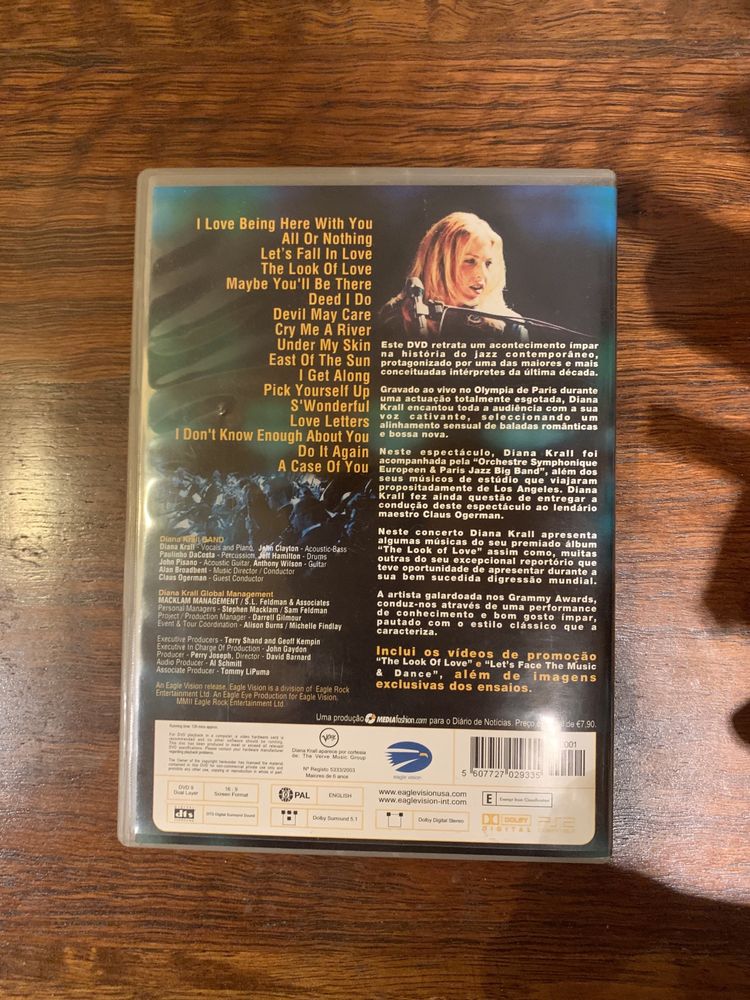 I Love Being Here With You
All Or Nothing
Let's Fall In Love
The Look Of Love
Maybe You'll Be There
Deed I Do
Devil May Care
Cry Me A River
Under My Skin
East Of The Sun
I Get Along
Pick Yourself Up
S'Wonderful
Love Letters
I Don't Know Enough About You
Do It Again
A Case Of You
Este DVD retrata um acontecimento ímpar
na história do jazz contemporâneo,
protagonizado por uma das maiores e mais
conceituadas intérpretes da última década.
Gravado ao vivo no Olympia de Paris durante
uma actuação totalmente esgotada, Diana
Krall encantou toda a audiência com a sua
voz cativante, seleccionando um
alinhamento sensual de baladas românticas
e bossa nova.
Neste espectáculo, Diana Krall foi
acompanhada pela "Orchestre Symphonique
Europeen & Paris Jazz Big Band", além dos
seus músicos de estúdio que viajaram
propositadamente de Los Angeles. Diana
Krall fez ainda questão de entregar a
condução deste espectáculo ao lendário
maestro Claus Ogerman.
Neste concerto Diana Krall apresenta
algumas músicas do seu premiado álbum
"The Look of Love" assim como, muitas
outras do seu excepcional reportório que
teve oportunidade de apresentar durante a
sua bem sucedida digressão mundial.
A artista galardoada nos Grammy Awards,
conduz-nos através de uma performance
de conhecimento e bom gosto ímpar,
pautado com o estilo clássico que a
caracteriza.
Inclui os vídeos de promoção
"The Look Of Love" e "Let's Face The Music
& Dance", além de imagens
exclusivas dos ensaios.
Diana Krall BAND
Diana Krall - Vocals and Piano, John Clayton - Acoustic-Bass
Paulinho DaCosta - Percussion, Jeff Hamilton - Drums
John Pisano - Acoustic Guitar, Anthony Wilson - Guitar
Alan Broadbent - Music Director / Conductor
Claus Ogerman - Guest Conductor
Diana Krall Global Management
MACKLAM MANAGEMENT / S.L. Feldman & Associates
Personal Managers - Stephen Macklam / Sam Feldman
Project / Production Manager - Darrell Gilmour
Event & Tour Coordination - Alison Burns / Michelle Findlay
Executive Producers - Terry Shand and Geoff Kempin
Executive In Charge Of Production - John Gaydon
Producer - Perry Joseph, Director - David Barnard
Audio Producer - Al Schmitt
Associate Producer - Tommy LiPuma
An Eagle Vision release. Eagle Vision is a division of Eagle Rock
Entertainment Ltd. An Eagle Eye Production for Eagle Vision.
MMII Eagle Rock Entertainment Ltd.
Uma produção MEDIAfashion.com para o Diário de Notícias. Preço de €7,90.
Diana Krall aparece por cortesia
de: The Verve Music Group
Nº Registo 5333/2003
Maiores de 6 anos
eagle vision
001
5 607727 029335
DVD 9
Dual Layer
16 : 9
Screen Format
PAL
ENGLISH
www.eaglevisionusa.com
www.eaglevision-int.com
E
Exempt from Classification
dts
DTS Digital Surround Sound
Dolby Surround 5.1
Dolby Digital Stereo
DOLBY
DIGITAL